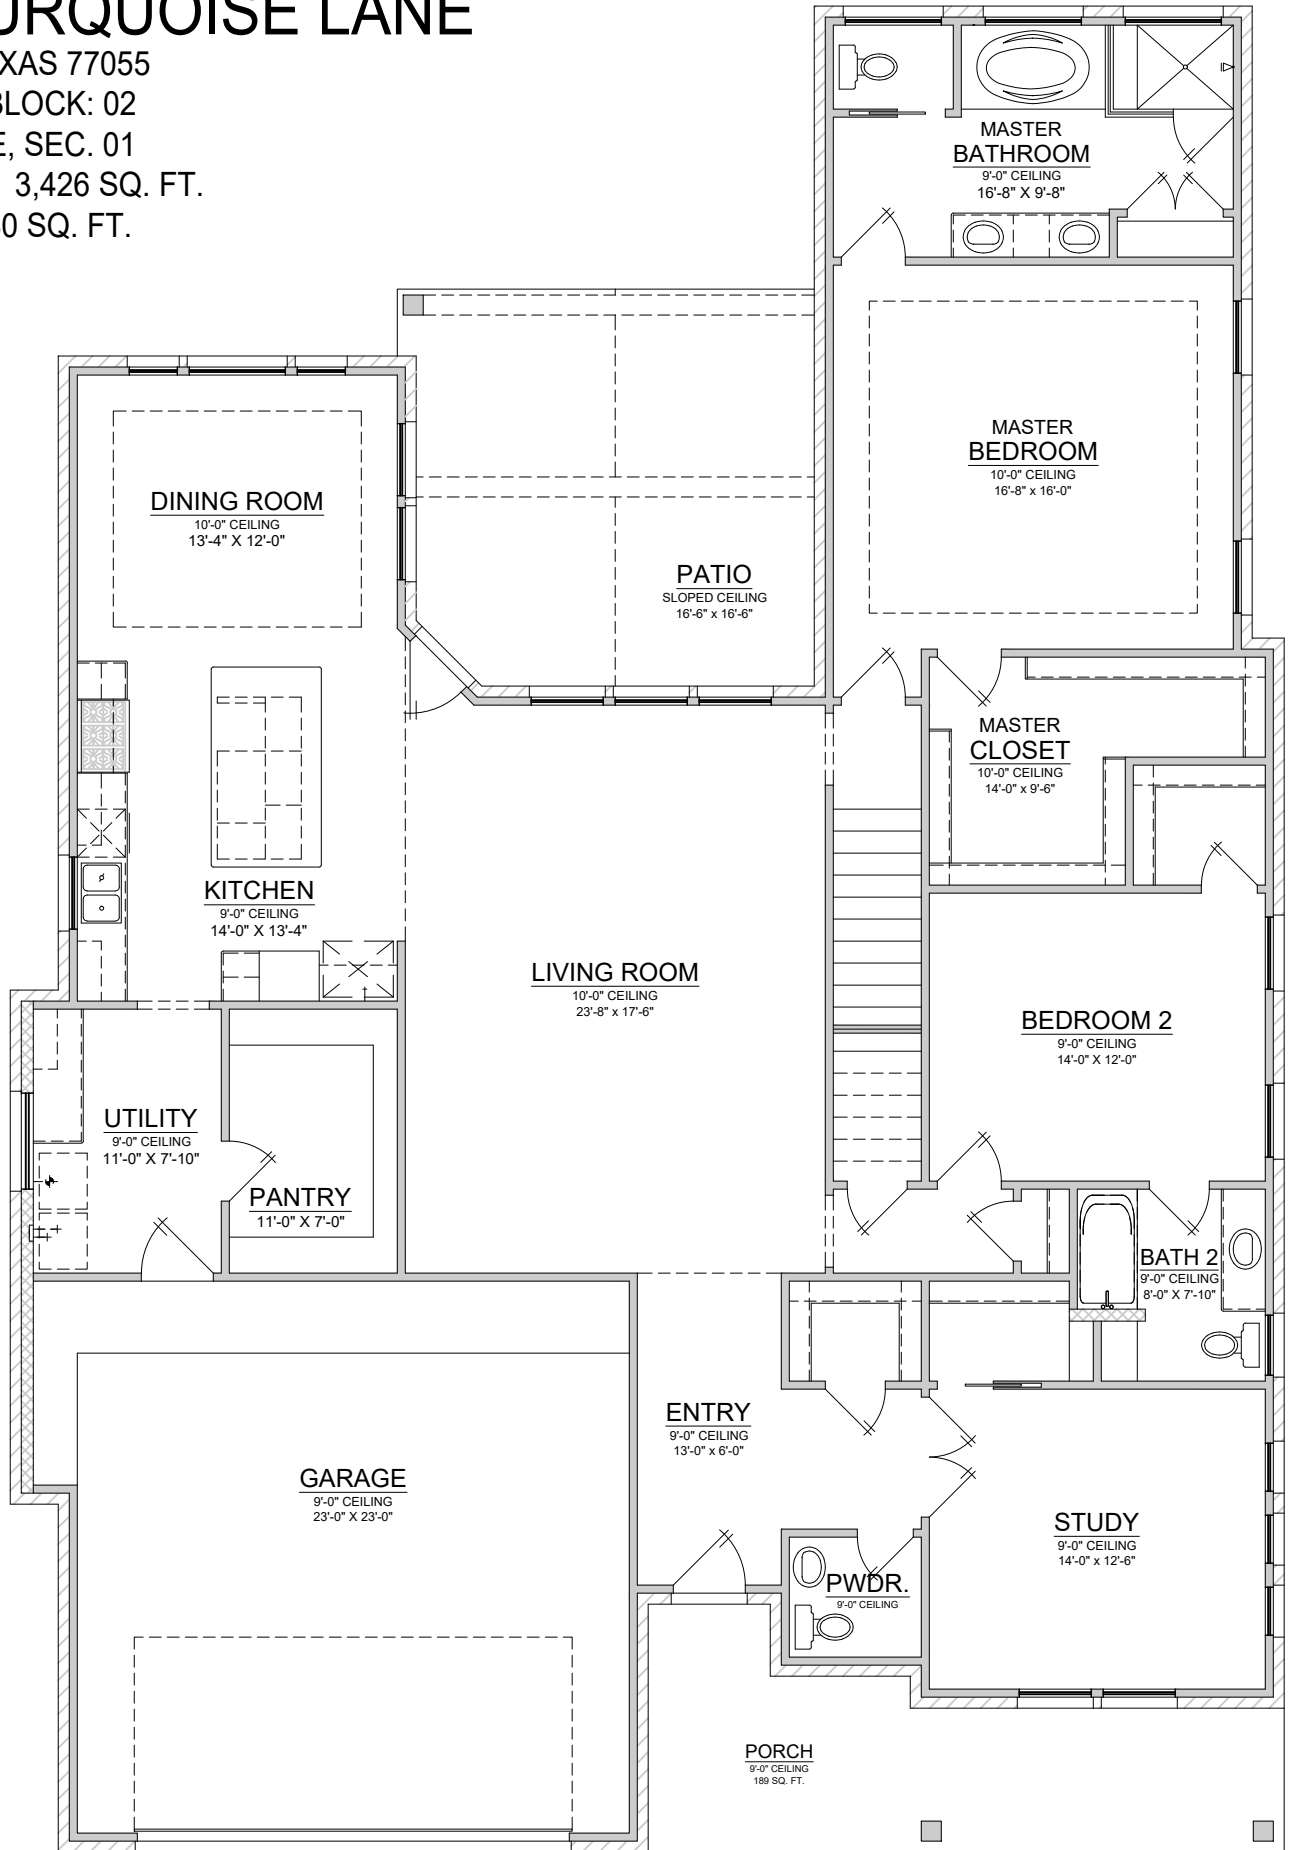 TURQUOISE LANE
XAS 77055
BLOCK: 02
E, SEC. 01
3,426 SQ. FT.
0 SQ. FT.
MASTER
BATHROOM
9'-0" CEILING
16'-8" X 9'-8"
MASTER
BEDROOM
10'-0" CEILING
16'-8" x 16'-0"
DINING ROOM
10'-0" CEILING
13'-4" X 12'-0"
PATIO
SLOPED CEILING
16'-6" x 16'-6"
MASTER
CLOSET
10'-0" CEILING
14'-0" x 9'-6"
KITCHEN
9'-0" CEILING
14'-0" X 13'-4"
LIVING ROOM
10'-0" CEILING
23'-8" x 17'-6"
BEDROOM 2
9'-0" CEILING
14'-0" X 12'-0"
UTILITY
9'-0" CEILING
11'-0" X 7'-10"
PANTRY
11'-0" X 7'-0"
BATH 2
9'-0" CEILING
8'-0" X 7'-10"
ENTRY
9'-0" CEILING
13'-0" x 6'-0"
GARAGE
9'-0" CEILING
23'-0" X 23'-0"
STUDY
9'-0" CEILING
14'-0" x 12'-6"
PWDR.
9'-0" CEILING
PORCH
9'-0" CEILING
189 SQ. FT.